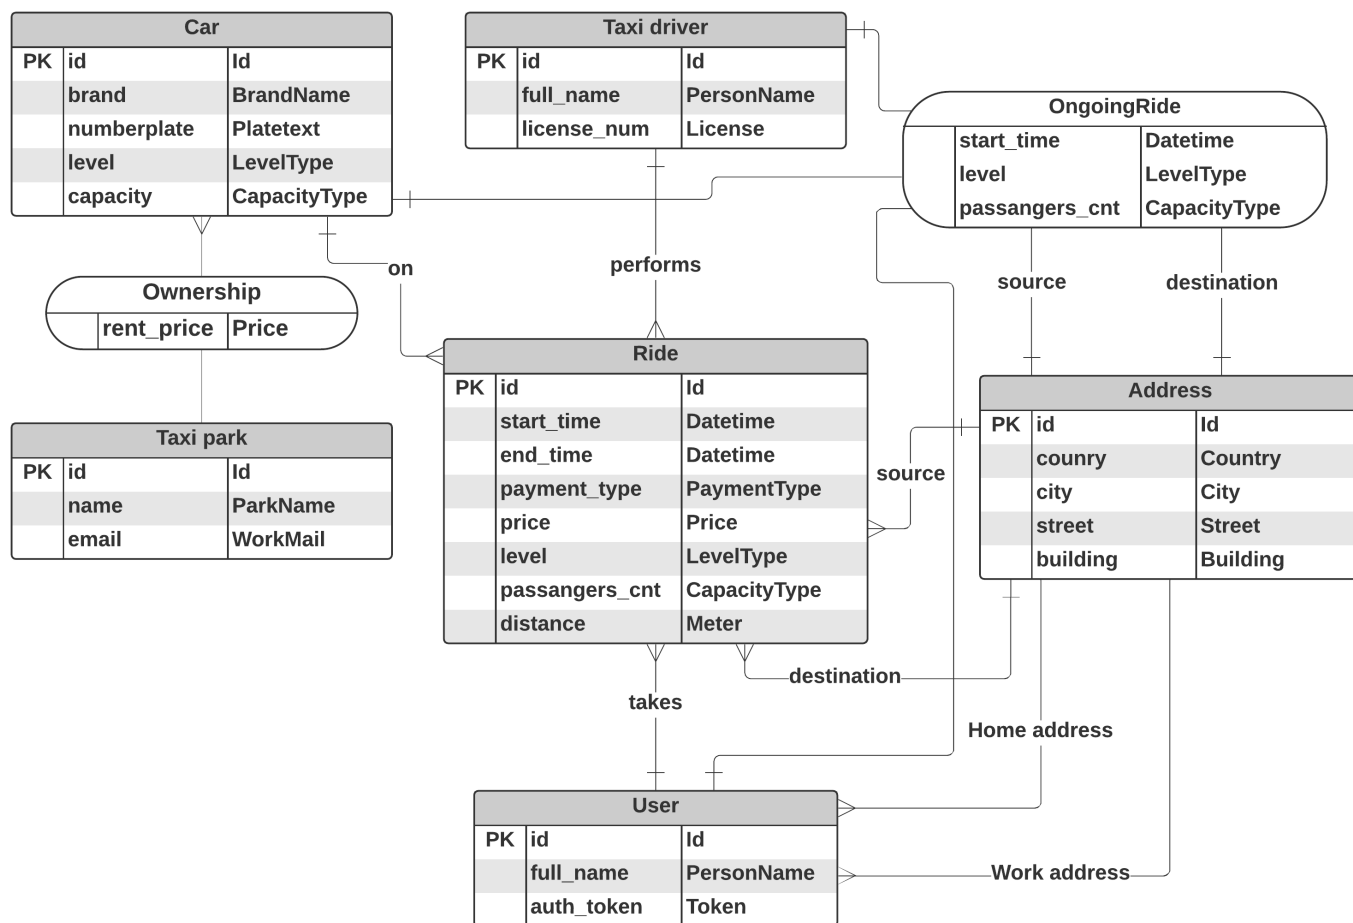 Car
PK id Id
brand BrandName
numberplate Platetext
level LevelType
capacity CapacityType
Taxi driver
PK id Id
full_name PersonName
license_num License
OngoingRide
start_time Datetime
level LevelType
passangers_cnt CapacityType
on
performs
source
destination
Ownership
rent_price Price
Taxi park
PK id Id
name ParkName
email WorkMail
Ride
PK id Id
start_time Datetime
end_time Datetime
payment_type PaymentType
price Price
level LevelType
passangers_cnt CapacityType
distance Meter
source
Address
PK id Id
counry Country
city City
street Street
building Building
destination
takes
Home address
Work address
User
PK id Id
full_name PersonName
auth_token Token